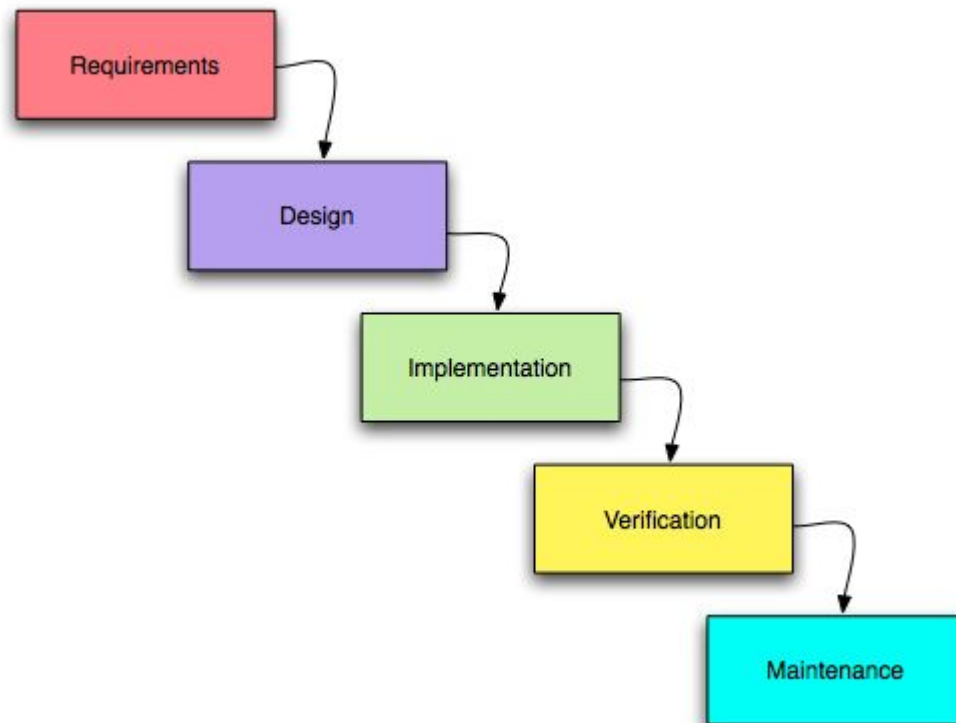 Requirements
Design
Implementation
Verification
Maintenance